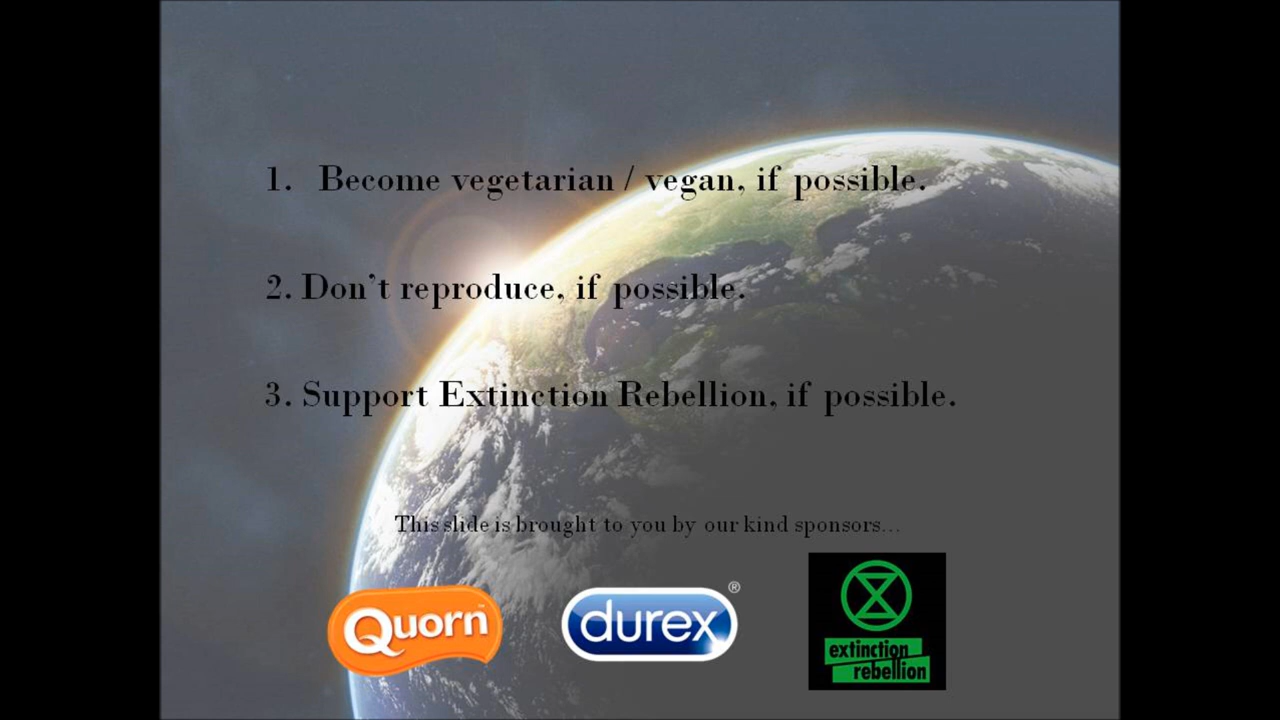 1. Become vegetarian / vegan, if possible.
2. Don't reproduce, if possible.
3. Support Extinction Rebellion, if possible.
This slide is brought to you by our kind sponsors...
Quorn™
durex®
extinction
rebellion